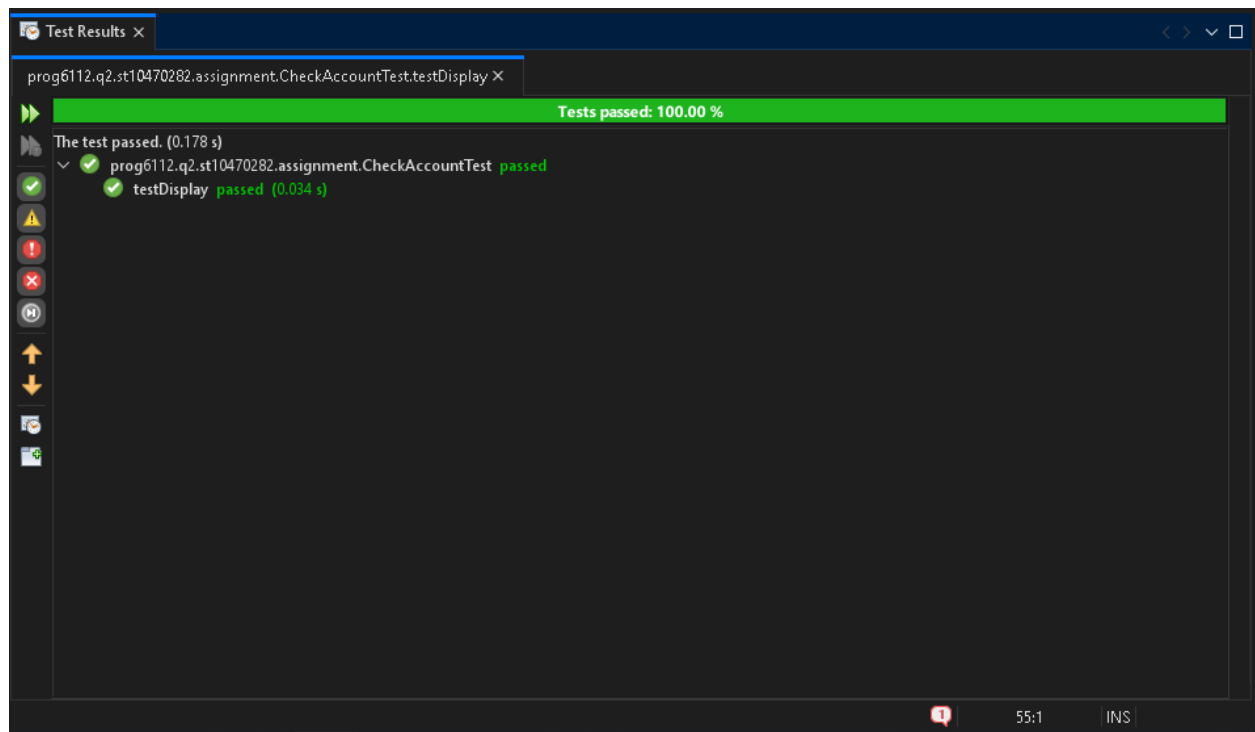 Test Results
prog6112.q2.st10470282.assignment.CheckAccountTest.testDisplay
Tests passed: 100.00 %
The test passed. (0.178 s)
prog6112.q2.st10470282.assignment.CheckAccountTest passed
testDisplay passed (0.034 s)
1 55:1 INS